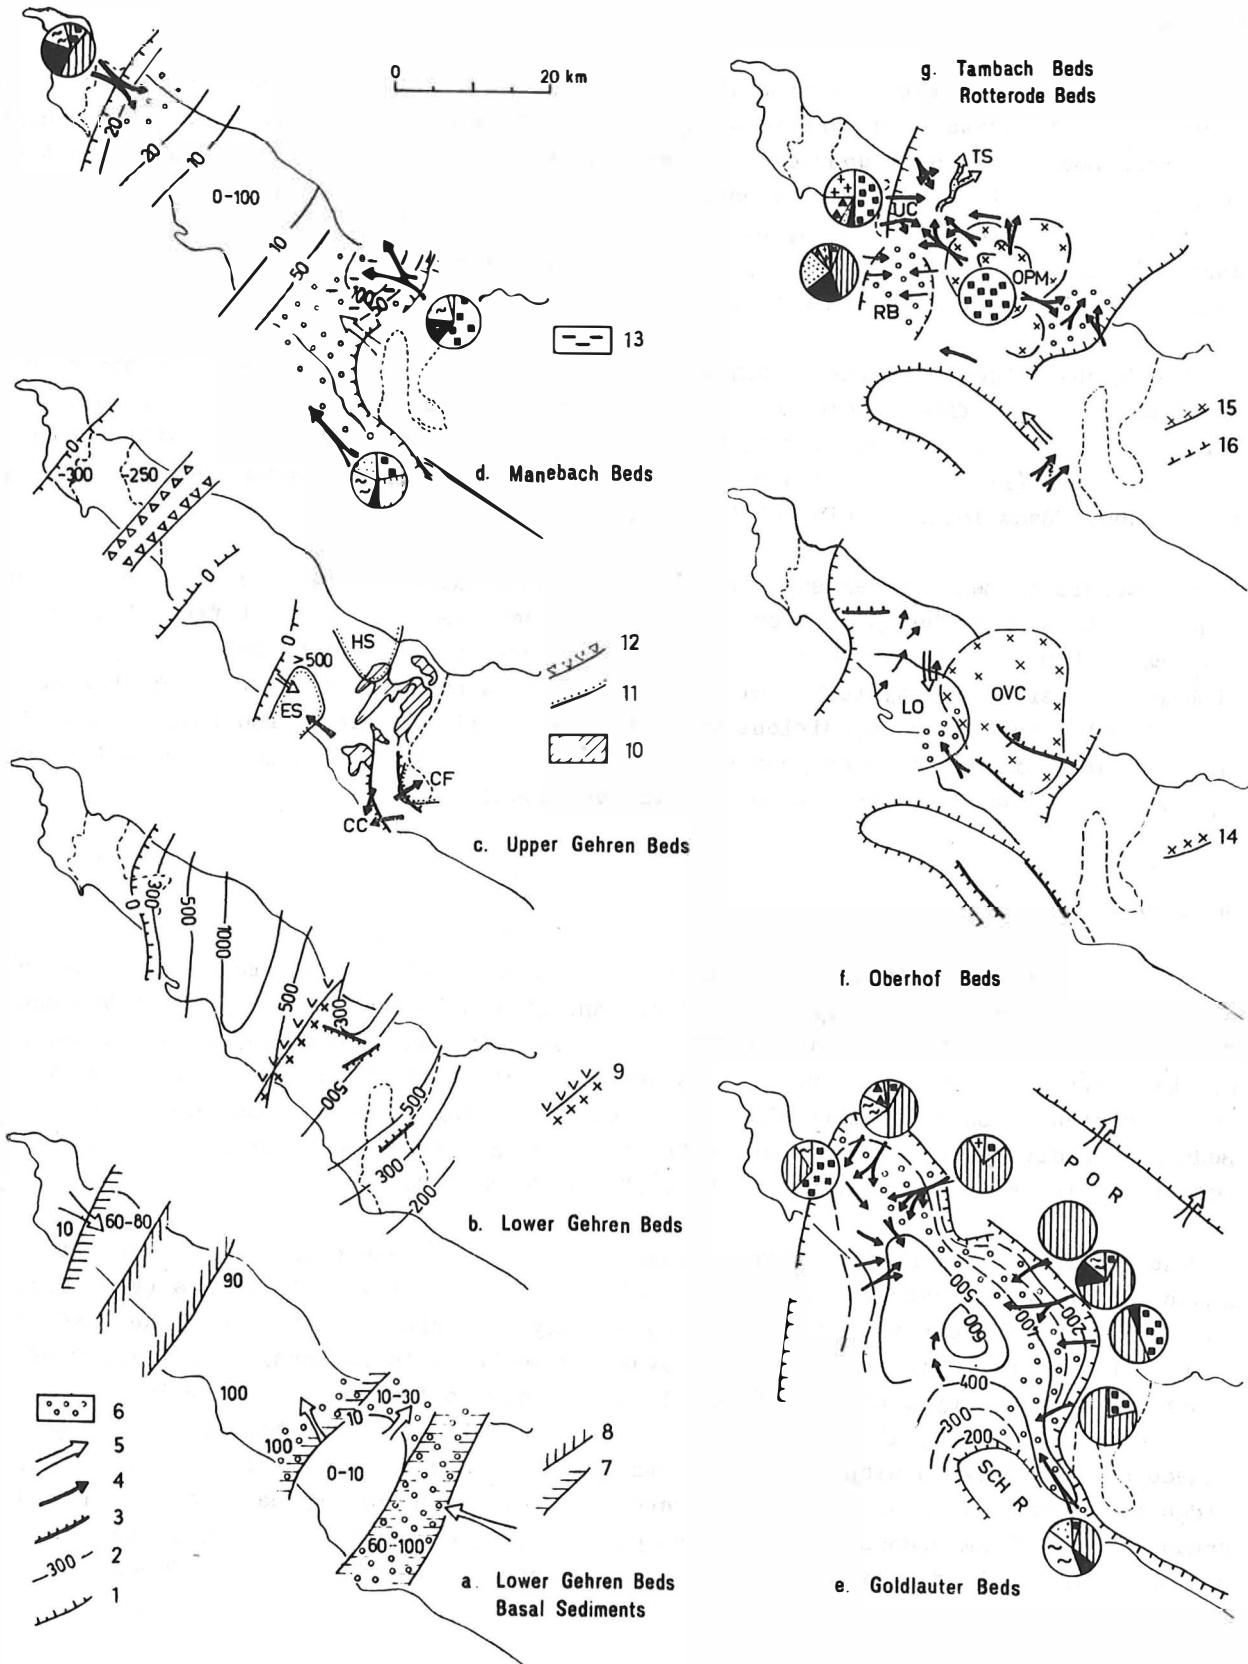 0 20 km
20
20
10
0-100
10
50
100
50
13
d. Manebach Beds
0
-300
-250
0
0
>500
HS
ES
CF
CC
12
11
10
c. Upper Gehren Beds
0
300
500
1000
500
300
500
500
300
200
9
b. Lower Gehren Beds
10
60-80
90
100
10-30
10
100
0-10
60-100
6
5
4
3
300
2
1
8
7
a. Lower Gehren Beds
Basal Sediments
g. Tambach Beds
Rotterode Beds
TS
UC
OPM
RB
15
16
OVC
LO
14
f. Oberhof Beds
P O R
500
600
400
200
400
300
200
SCH R
e. Goldlauter Beds